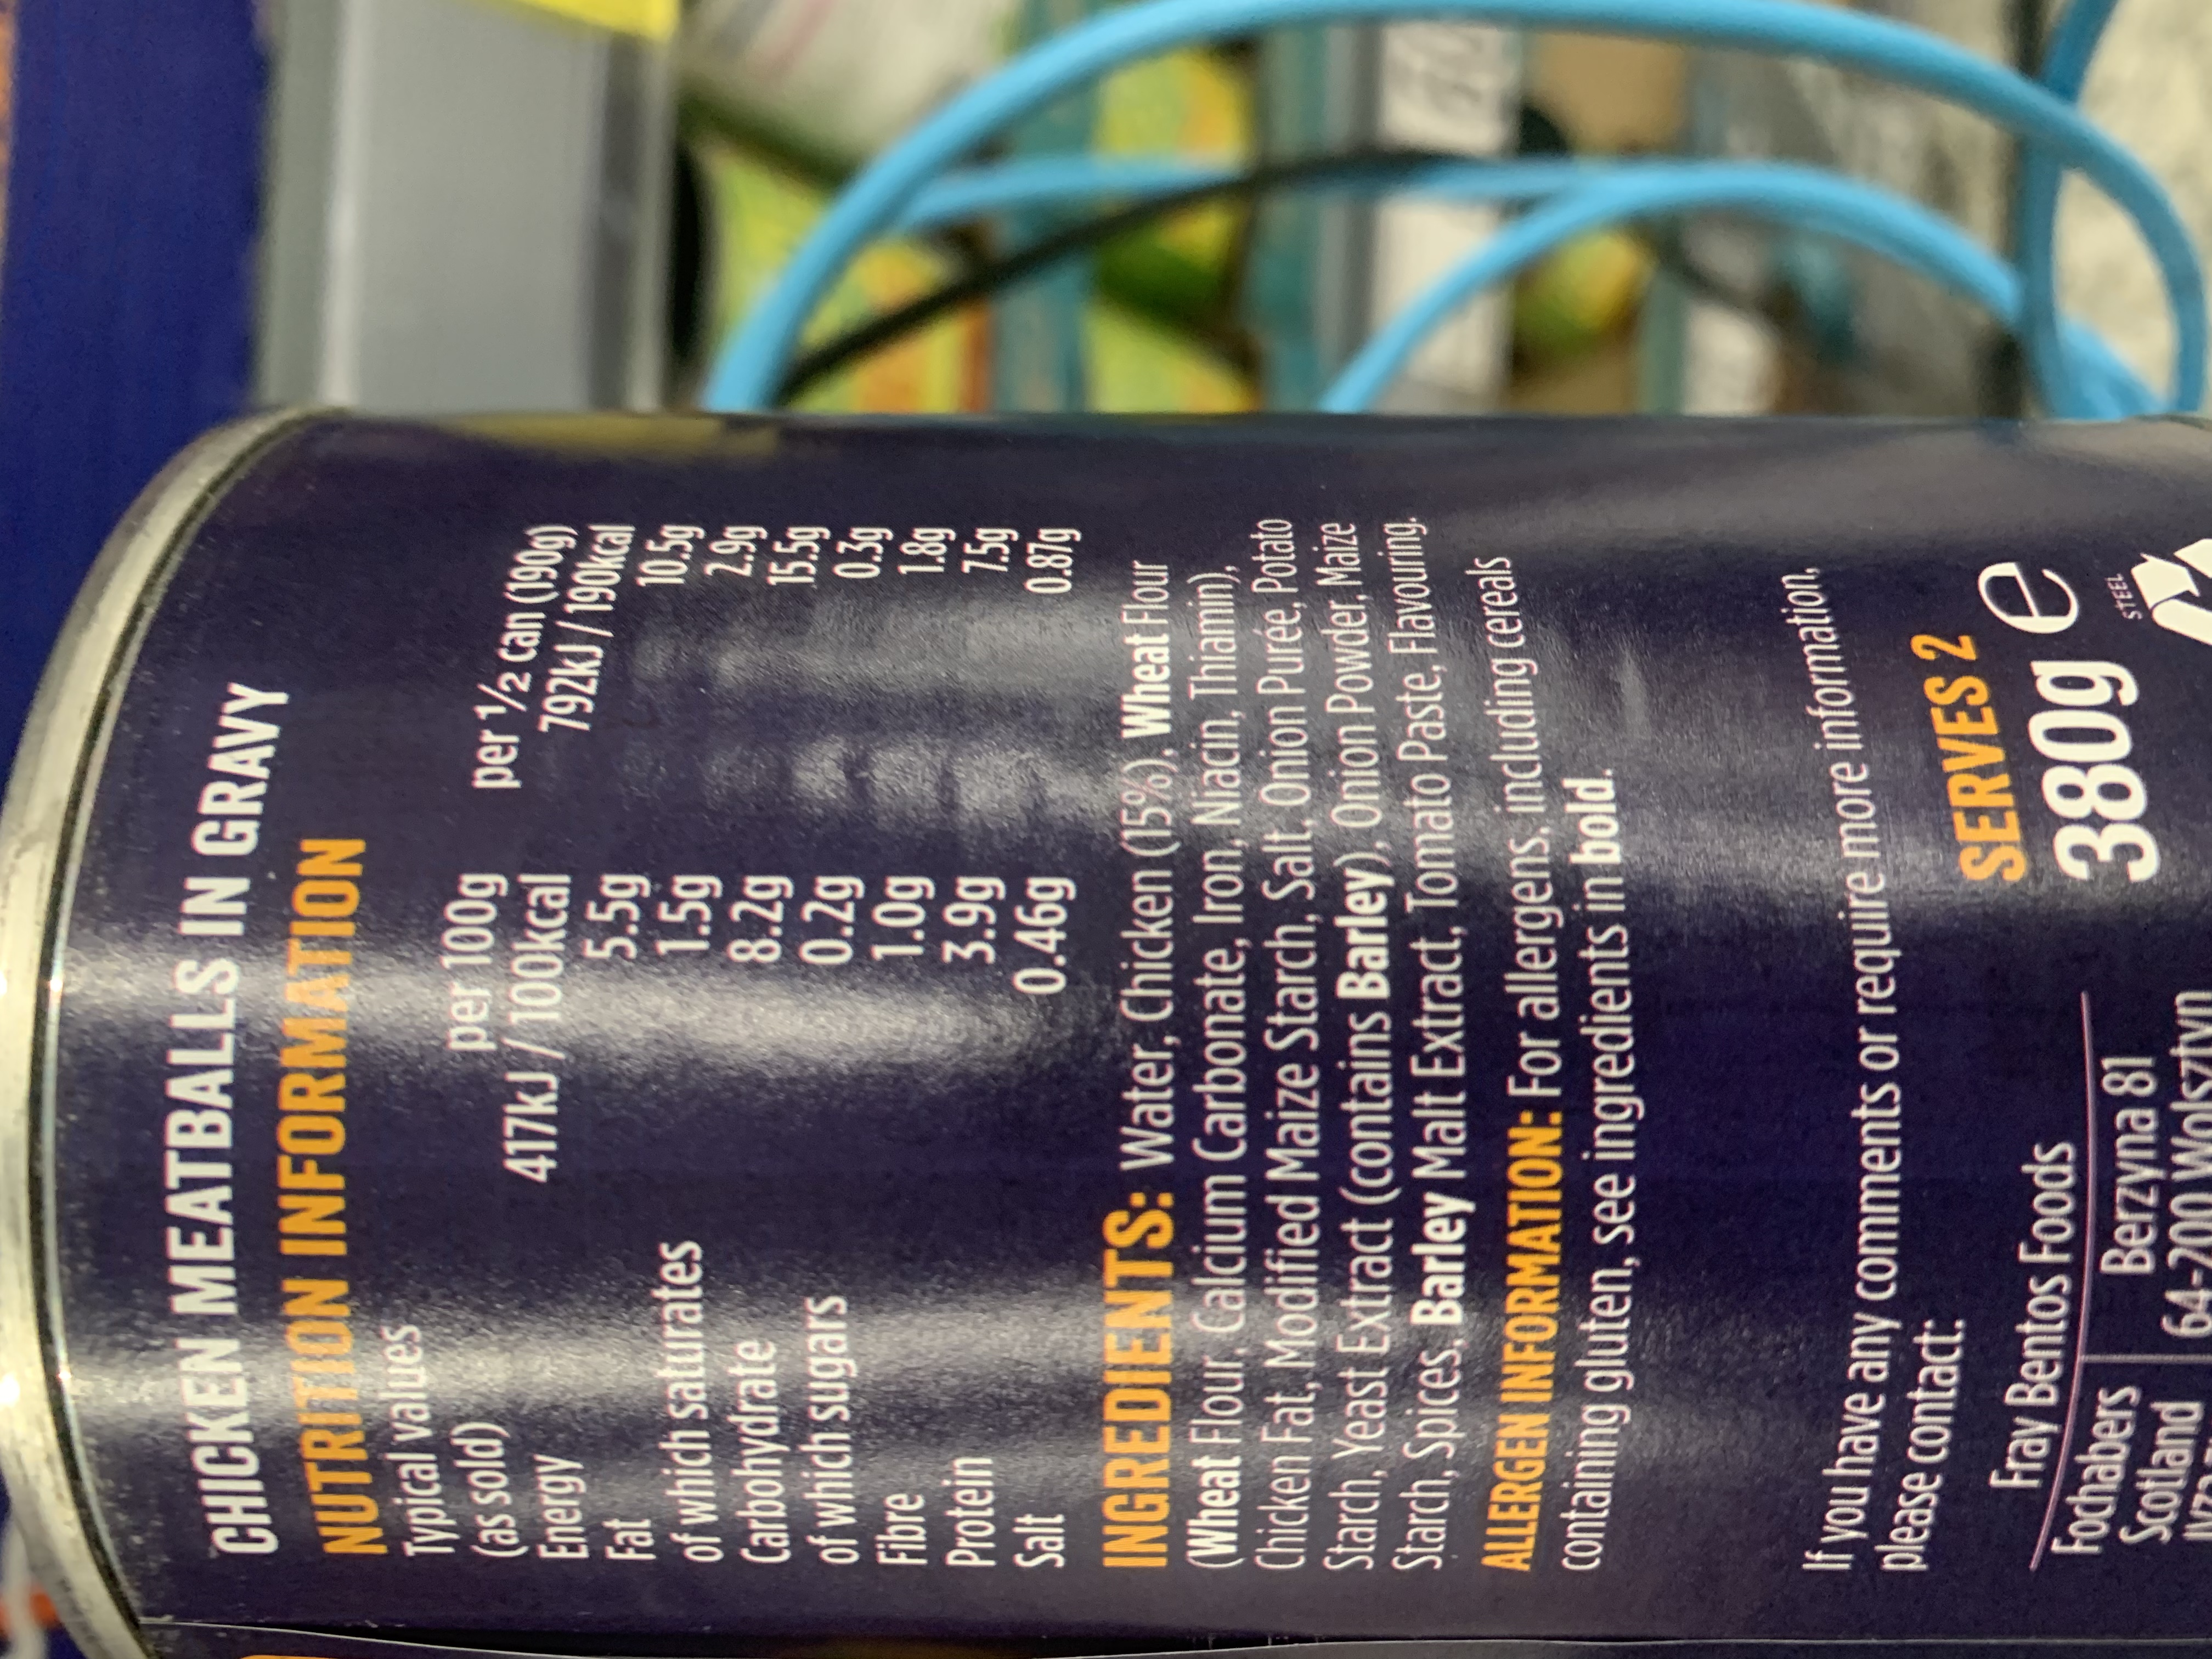 CHICKEN MEATBALLS IN GRAVY
NUTRITION INFORMATION
Typical values
(as sold) per 100g per ½ can (190g)
Energy 417kJ / 100kcal 792kJ / 190kcal
Fat 5.5g 10.5g
of which saturates 1.5g 2.9g
Carbohydrate 8.2g 15.5g
of which sugars 0.2g 0.3g
Fibre 1.0g 1.8g
Protein 3.9g 7.5g
Salt 0.46g 0.87g
INGREDIENTS: Water, Chicken (15%), Wheat Flour
(Wheat Flour, Calcium Carbonate, Iron, Niacin, Thiamin),
Chicken Fat, Modified Maize Starch, Salt, Onion Purée, Potato
Starch, Yeast Extract (contains Barley), Onion Powder, Maize
Starch, Spices, Barley Malt Extract, Tomato Paste, Flavouring.
ALLERGEN INFORMATION: For allergens, including cereals
containing gluten, see ingredients in bold.
If you have any comments or require more information,
please contact:
Fray Bentos Foods
Fochabers
Scotland
Berzyna 81
64-200 Wolsztyn
SERVES 2
380g e
STEEL